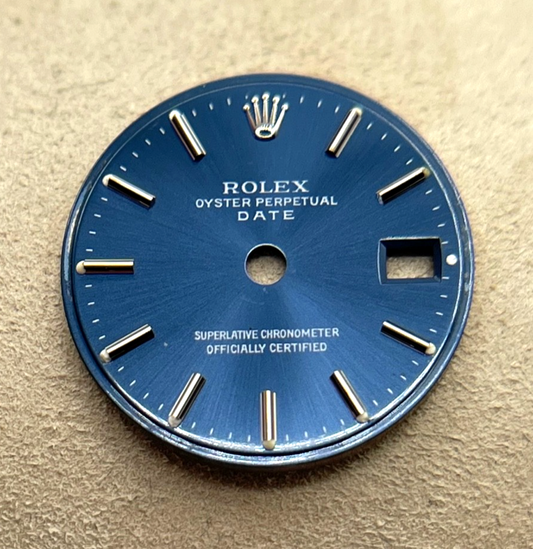 ROLEX
OYSTER PERPETUAL
DATE
SUPERLATIVE CHRONOMETER
OFFICIALLY CERTIFIED